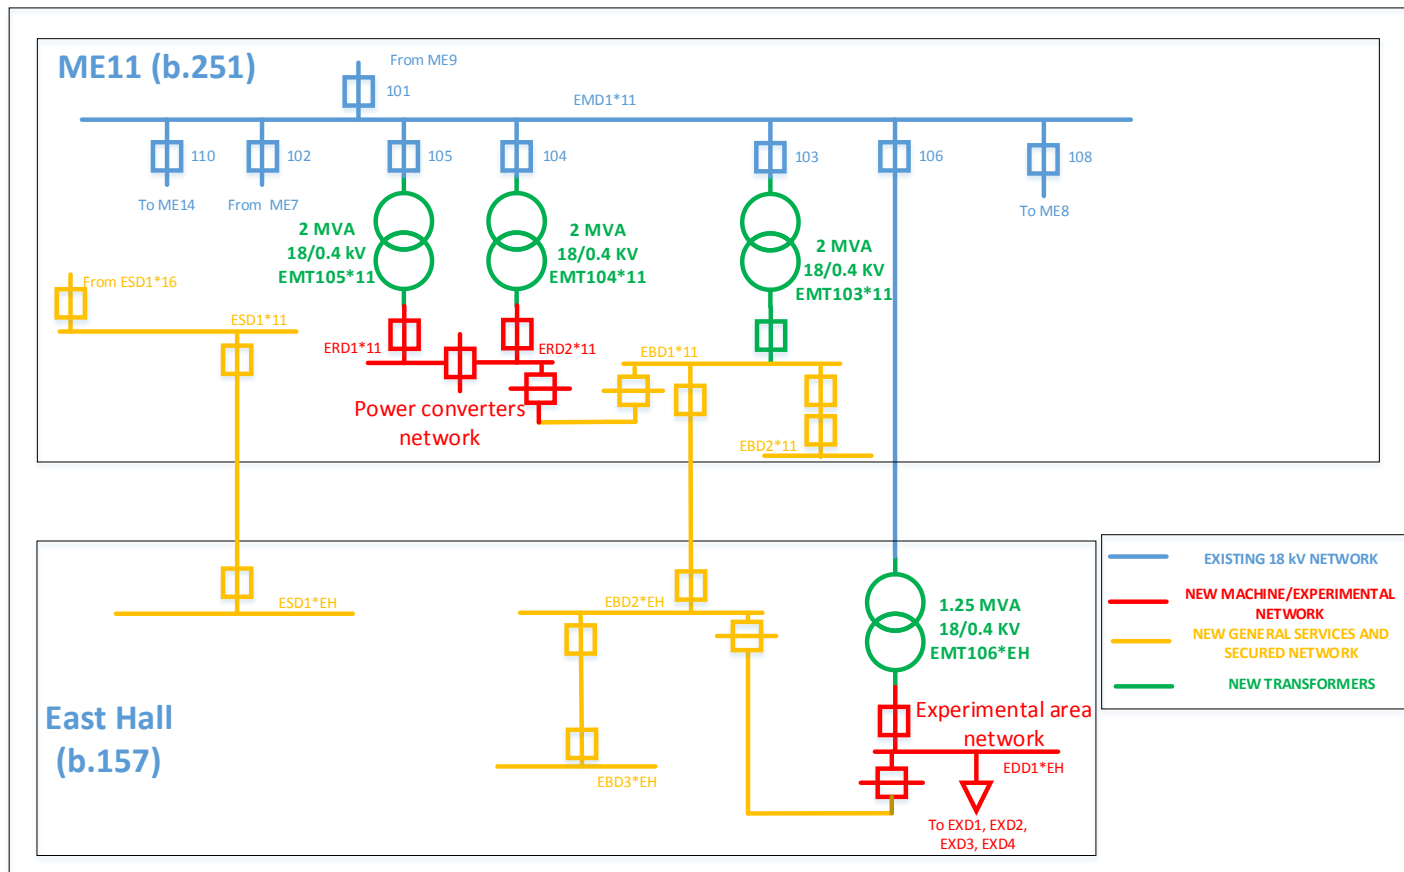 ME11 (b.251)
From ME9
101
EMD1*11
110
102
105
104
103
106
108
To ME14
From  ME7
To ME8
2 MVA
18/0.4 kV
EMT105*11
2 MVA
18/0.4 KV
EMT104*11
2 MVA
18/0.4 KV
EMT103*11
From ESD1*16
ESD1*11
ERD1*11
ERD2*11
EBD1*11
Power converters
network
EBD2*11
EXISTING 18 kV NETWORK
NEW MACHINE/EXPERIMENTAL
NETWORK
NEW GENERAL SERVICES AND
SECURED NETWORK
NEW TRANSFORMERS
ESD1*EH
EBD2*EH
1.25 MVA
18/0.4 KV
EMT106*EH
East Hall
(b.157)
Experimental area
network
EDD1*EH
EBD3*EH
To EXD1, EXD2,
EXD3, EXD4